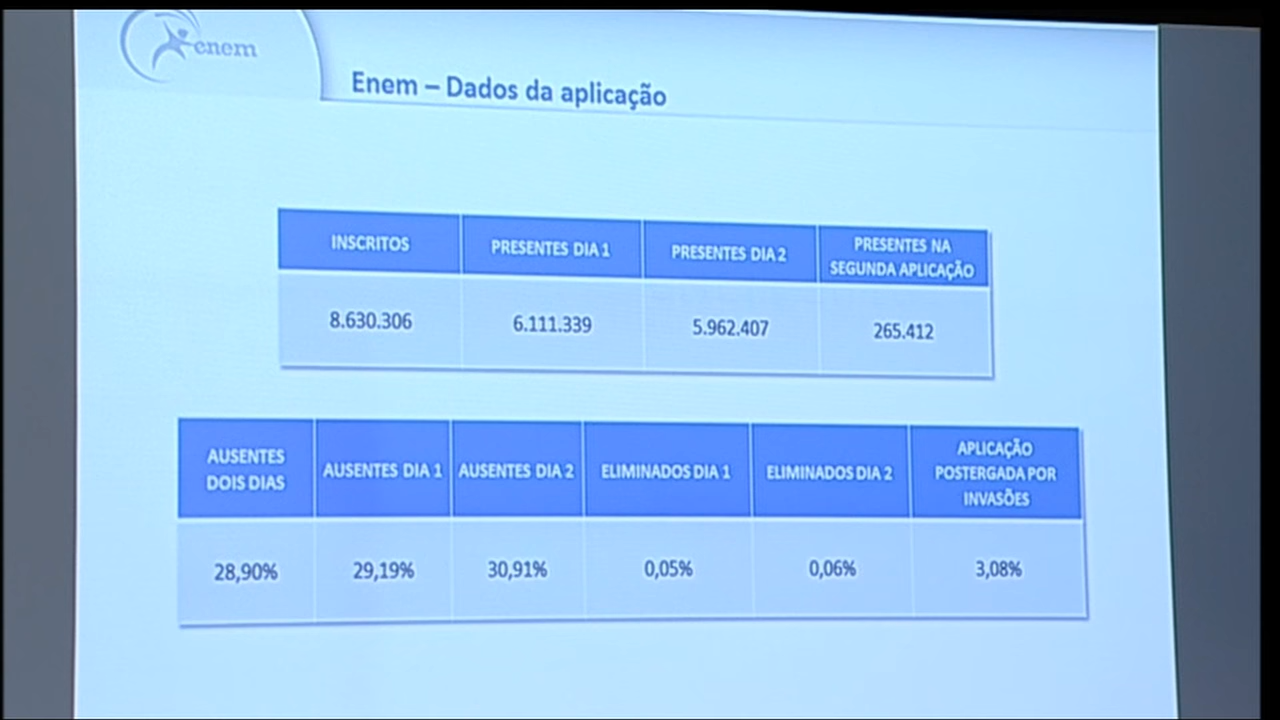 enem
Enem – Dados da aplicação
INSCRITOS
PRESENTES DIA 1
PRESENTES DIA 2
PRESENTES NA
SEGUNDA APLICAÇÃO
8.630.306
6.111.339
5.962.407
265.412
AUSENTES
DOIS DIAS
AUSENTES DIA 1
AUSENTES DIA 2
ELIMINADOS DIA 1
ELIMINADOS DIA 2
APLICAÇÃO
POSTERGADA POR
INVASÕES
28,90%
29,19%
30,91%
0,05%
0,06%
3,08%